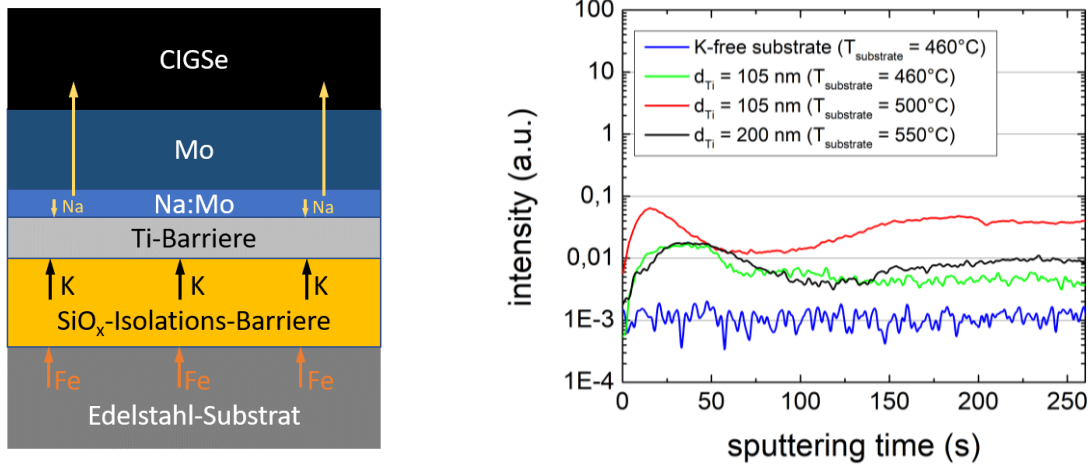 CIGSe
Mo
Na Na:Mo Na
Ti-Barriere
K K K
SiOx-Isolations-Barriere
Fe Fe Fe
Edelstahl-Substrat
100
10
1
0,1
0,01
1E-3
1E-4
intensity (a.u.)
K-free substrate (Tsubstrate = 460°C)
dTi = 105 nm (Tsubstrate = 460°C)
dTi = 105 nm (Tsubstrate = 500°C)
dTi = 200 nm (Tsubstrate = 550°C)
0 50 100 150 200 250
sputtering time (s)